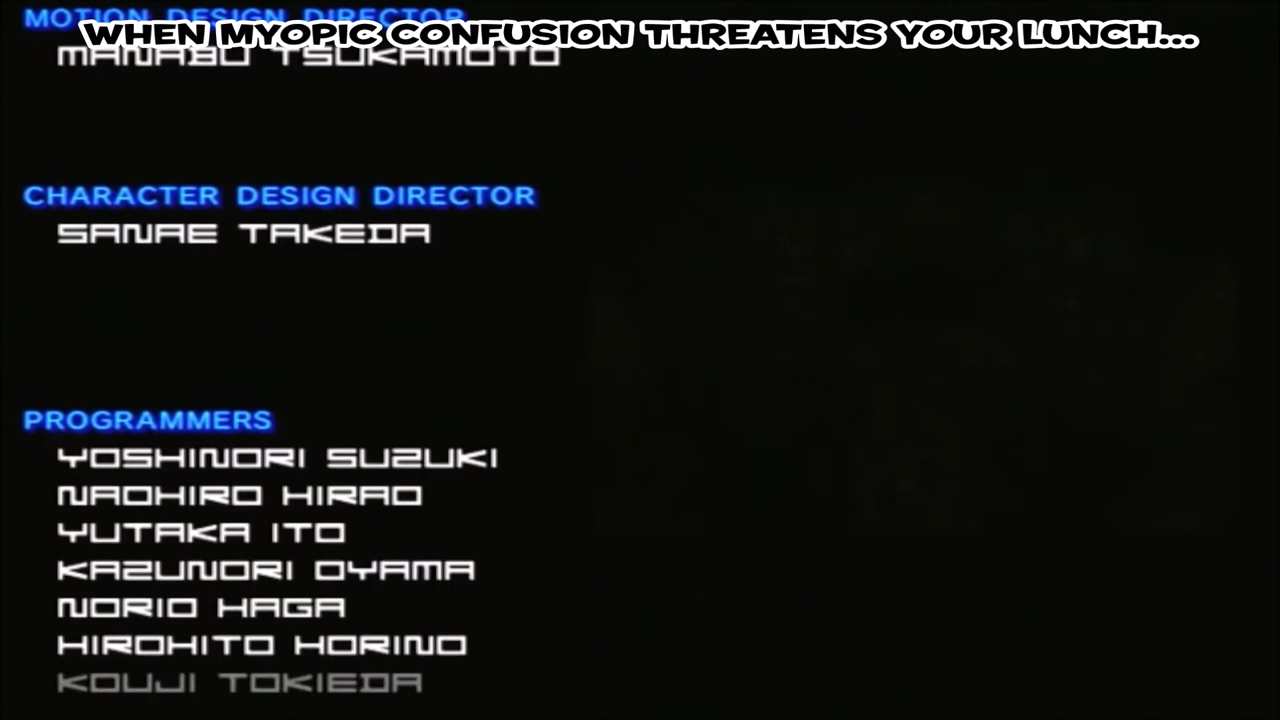 MOTION DESIGN DIRECTOR
WHEN MYOPIC CONFUSION THREATENS YOUR LUNCH...
MANABU TSUKAMOTO
CHARACTER DESIGN DIRECTOR
SANAE TAKEDA
PROGRAMMERS
YOSHINORI SUZUKI
NAOHIRO HIRAO
YUTAKA ITO
KAZUNORI OYAMA
NORIO HAGA
HIROHITO HORINO
KOUJI TOKIEDA